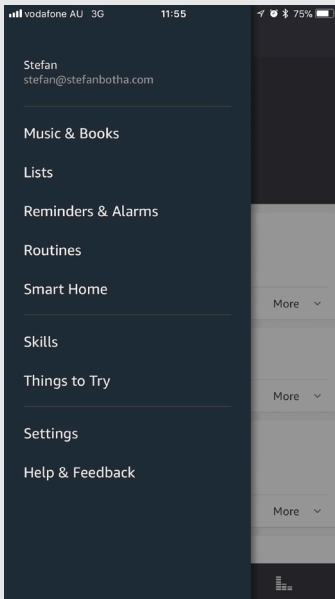 vodafone AU 3G 11:55 75%
Stefan
stefan@stefanbotha.com
Music & Books
Lists
Reminders & Alarms
Routines
Smart Home
More
Skills
Things to Try
More
Settings
Help & Feedback
More